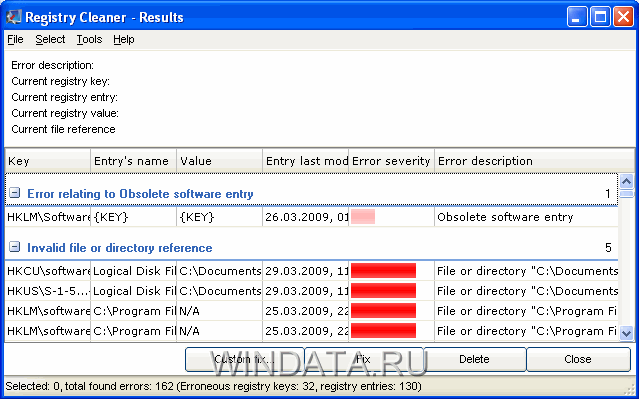 Registry Cleaner - Results
File Select Tools Help
Error description:
Current registry key:
Current registry entry:
Current registry value:
Current file reference
Key Entry's name Value Entry last mod Error severity Error description
Error relating to Obsolete software entry 1
HKLM\Software {KEY} {KEY} 26.03.2009, 01 Obsolete software entry
Invalid file or directory reference 5
HKCU\software Logical Disk Fil C:\Documents 29.03.2009, 11 File or directory "C:\Documents
HKUS\S-1-5... Logical Disk Fil C:\Documents 29.03.2009, 11 File or directory "C:\Documents
HKLM\software C:\Program Fil N/A 25.03.2009, 22 File or directory "C:\Program Fi
HKLM\software C:\Program Fil N/A 25.03.2009, 22 File or directory "C:\Program Fi
Custom fix... Fix Delete Close
WINDATA.RU
Selected: 0, total found errors: 162 (Erroneous registry keys: 32, registry entries: 130)